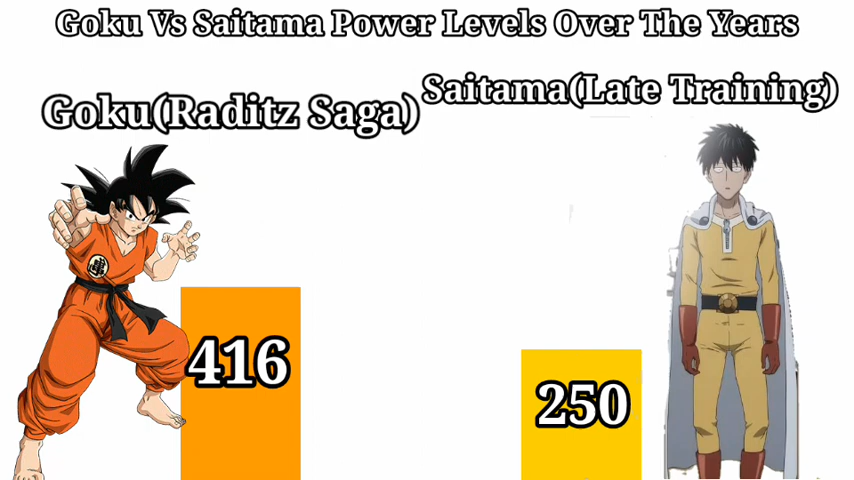 Goku Vs Saitama Power Levels Over The Years
Goku(Raditz Saga)
Saitama(Late Training)
416
250